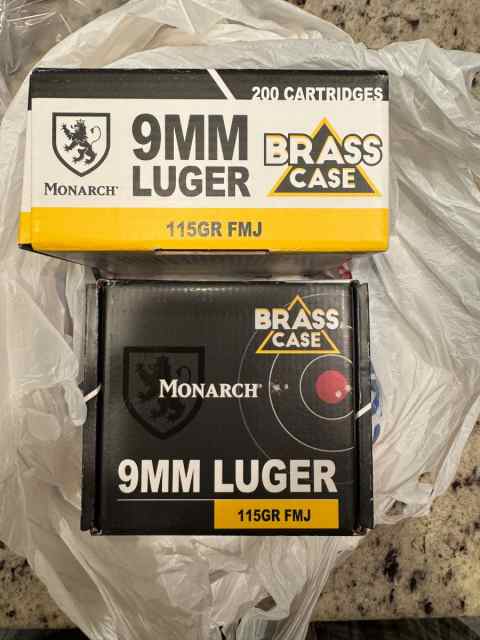 200 CARTRIDGES
9MM
LUGER
BRASS
CASE
MONARCH®
115GR FMJ
BRASS
CASE
MONARCH®
9MM LUGER
115GR FMJ